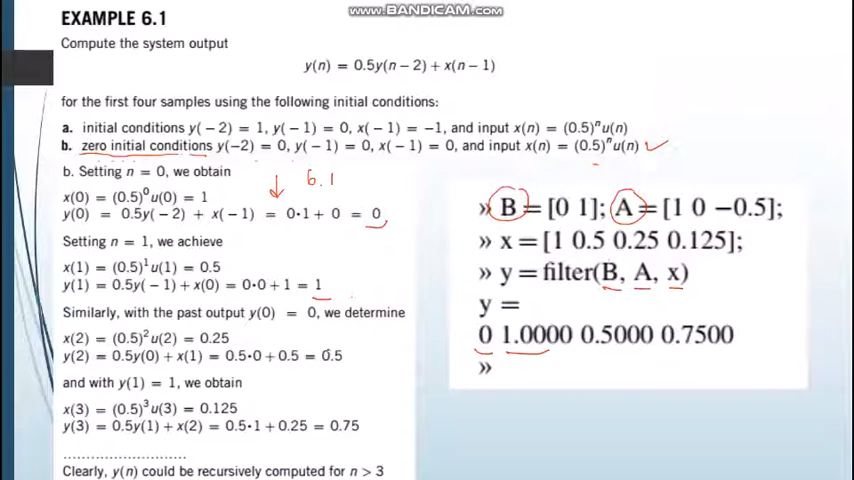 WWW.BANDICAM.COM
EXAMPLE 6.1
Compute the system output
y(n) = 0.5y(n − 2) + x(n − 1)
for the first four samples using the following initial conditions:
a. initial conditions y( − 2) = 1, y( − 1) = 0, x( − 1) = −1, and input x(n) = (0.5)ⁿu(n)
b. zero initial conditions y(−2) = 0, y( − 1) = 0, x( − 1) = 0, and input x(n) = (0.5)ⁿu(n)
b. Setting n = 0, we obtain
6.1
x(0) = (0.5)⁰u(0) = 1
y(0) = 0.5y( − 2) + x( − 1) = 0·1 + 0 = 0
Setting n = 1, we achieve
x(1) = (0.5)¹u(1) = 0.5
y(1) = 0.5y( − 1) + x(0) = 0·0 + 1 = 1
Similarly, with the past output y(0) = 0, we determine
x(2) = (0.5)²u(2) = 0.25
y(2) = 0.5y(0) + x(1) = 0.5·0 + 0.5 = 0.5
and with y(1) = 1, we obtain
x(3) = (0.5)³u(3) = 0.125
y(3) = 0.5y(1) + x(2) = 0.5·1 + 0.25 = 0.75
..............................
Clearly, y(n) could be recursively computed for n > 3
» B = [0 1]; A = [1 0 −0.5];
» x = [1 0.5 0.25 0.125];
» y = filter(B, A, x)
y =
0 1.0000 0.5000 0.7500
»